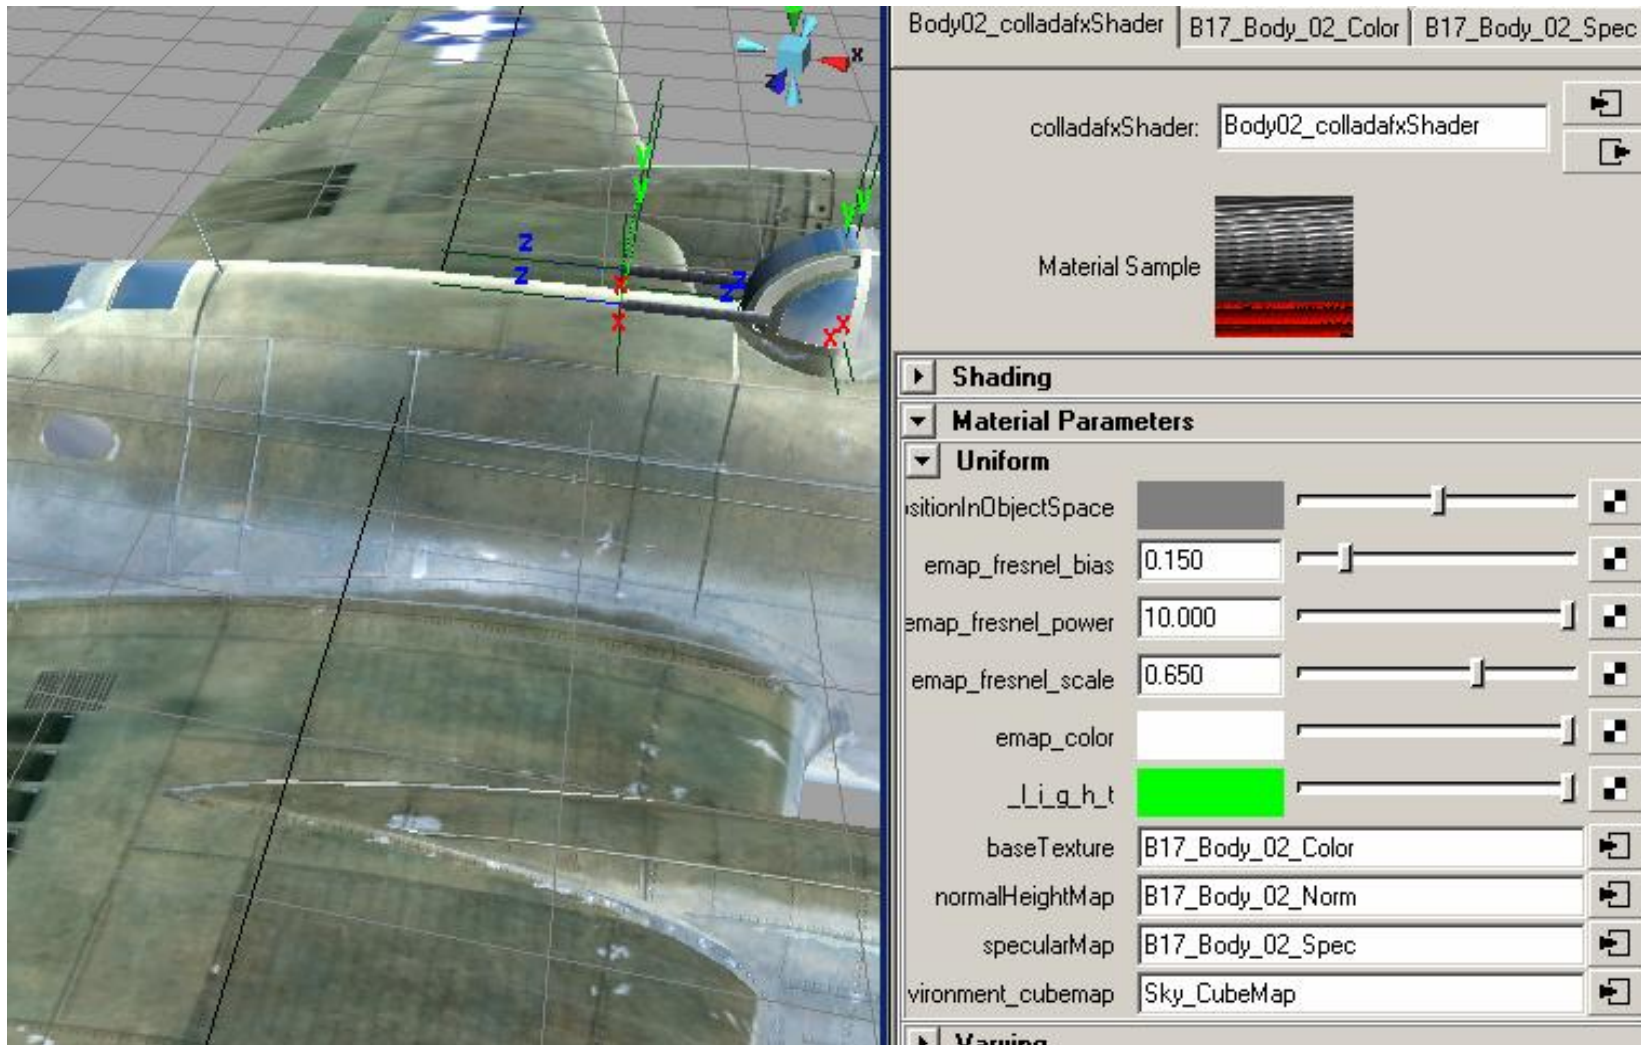 Body02_colladafxShader
B17_Body_02_Color
B17_Body_02_Spec
x
z
colladafxShader:
Body02_colladafxShader
Material Sample
y
y
y
y
z
z
z
z
x
x
x
x
Shading
Material Parameters
Uniform
sitionInObjectSpace
emap_fresnel_bias
0.150
emap_fresnel_power
10.000
emap_fresnel_scale
0.650
emap_color
_l_i_g_h_t
baseTexture
B17_Body_02_Color
normalHeightMap
B17_Body_02_Norm
specularMap
B17_Body_02_Spec
vironment_cubemap
Sky_CubeMap
Varying